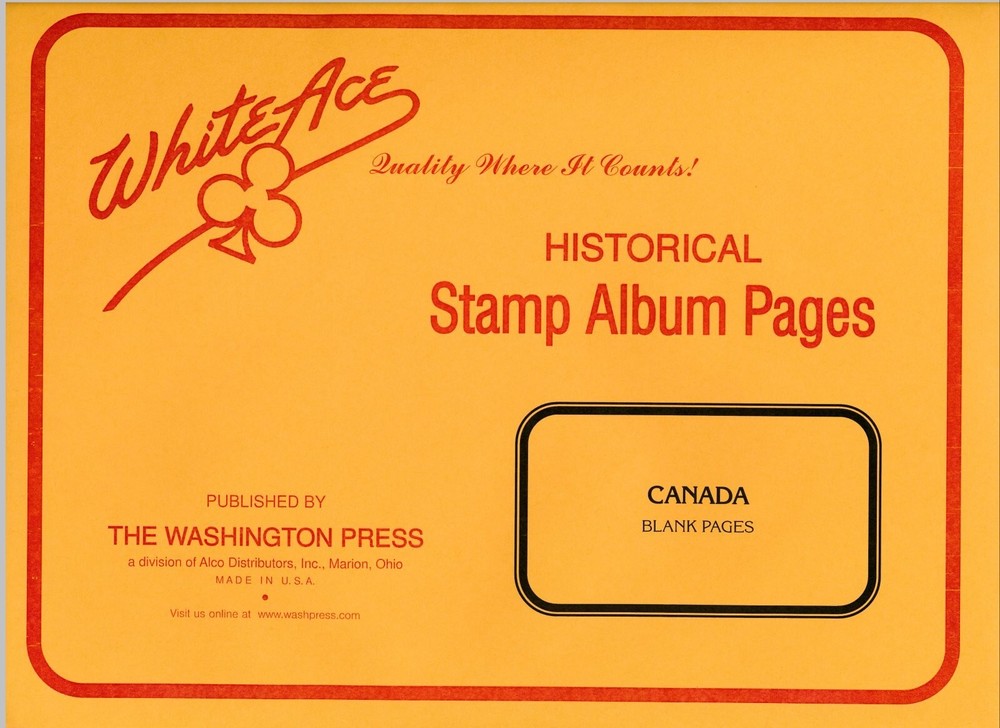 White Ace
Quality Where It Counts!
HISTORICAL
Stamp Album Pages
CANADA
BLANK PAGES
PUBLISHED BY
THE WASHINGTON PRESS
a division of Alco Distributors, Inc., Marion, Ohio
MADE IN U.S.A.
Visit us online at www.washpress.com